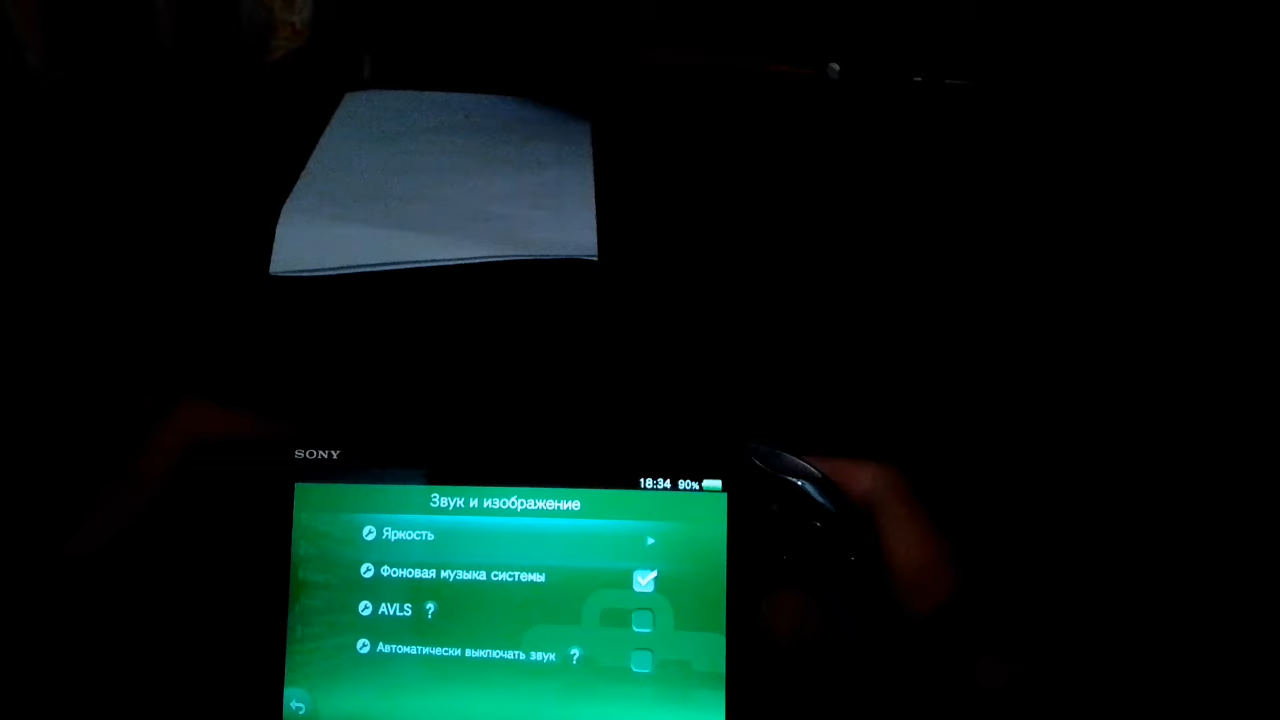 SONY
18:34 90%
Звук и изображение
Яркость
Фоновая музыка системы
AVLS ?
Автоматически выключать звук ?